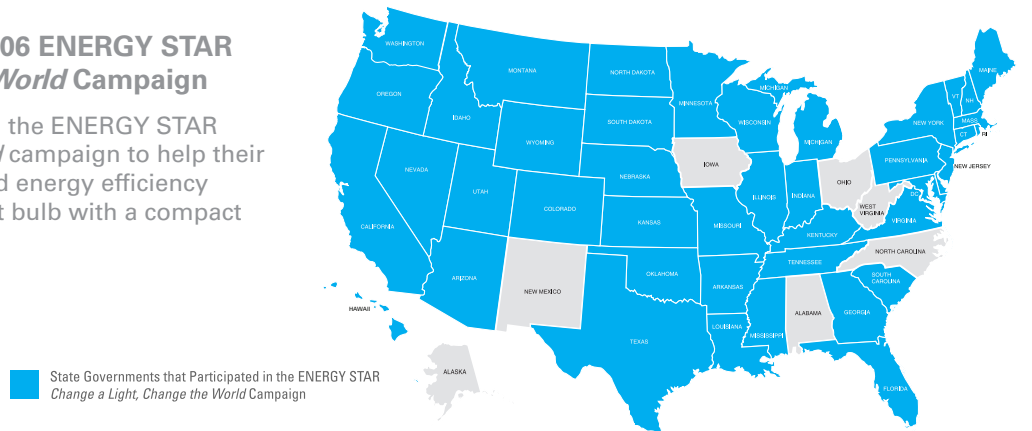 06 ENERGY STAR
World Campaign
the ENERGY STAR
campaign to help their
energy efficiency
bulb with a compact
WASHINGTON
OREGON
CALIFORNIA
NEVADA
IDAHO
MONTANA
WYOMING
UTAH
COLORADO
ARIZONA
NEW MEXICO
NORTH DAKOTA
SOUTH DAKOTA
NEBRASKA
KANSAS
OKLAHOMA
TEXAS
MINNESOTA
IOWA
MISSOURI
ARKANSAS
LOUISIANA
WISCONSIN
ILLINOIS
MICHIGAN
MICHIGAN
INDIANA
OHIO
KENTUCKY
TENNESSEE
MISSISSIPPI
ALABAMA
GEORGIA
FLORIDA
SOUTH
CAROLINA
NORTH CAROLINA
VIRGINIA
WEST
VIRGINIA
DC
PENNSYLVANIA
NEW JERSEY
NEW YORK
CT
RI
MASS
VT
NH
MAINE
HAWAII
ALASKA
State Governments that Participated in the ENERGY STAR
Change a Light, Change the World Campaign